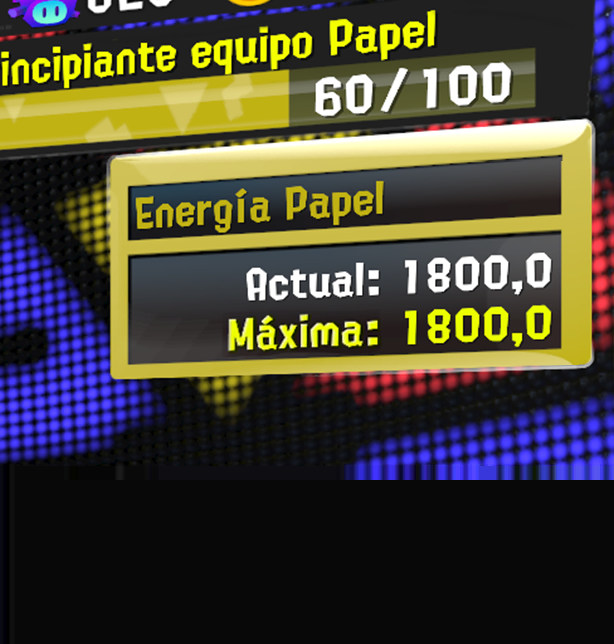 incipiante equipo Papel
60/100
Energía Papel
Actual: 1800,0
Máxima: 1800,0